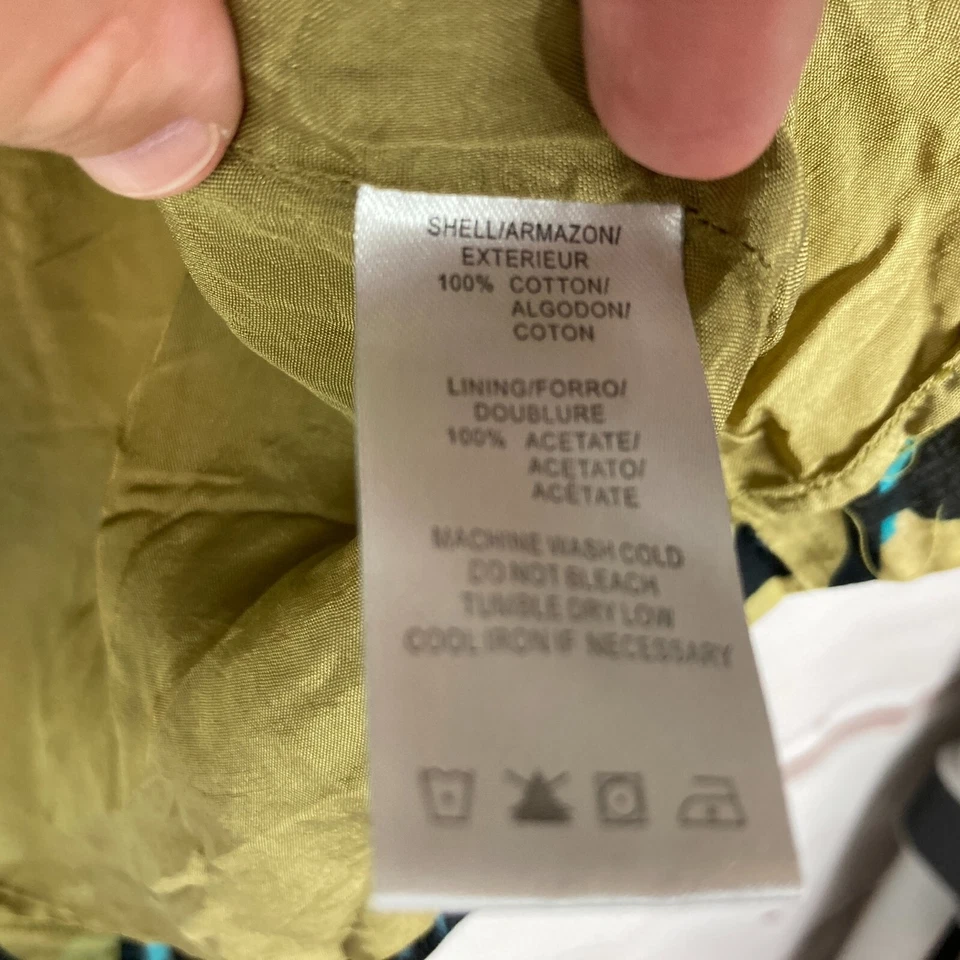 SHELL/ARMAZON/
EXTERIEUR
100% COTTON/
ALGODON/
COTON
LINING/FORRO/
DOUBLURE
100% ACETATE/
ACETATO/
ACÉTATE
MACHINE WASH COLD
DO NOT BLEACH
TUMBLE DRY LOW
COOL IRON IF NECESSARY